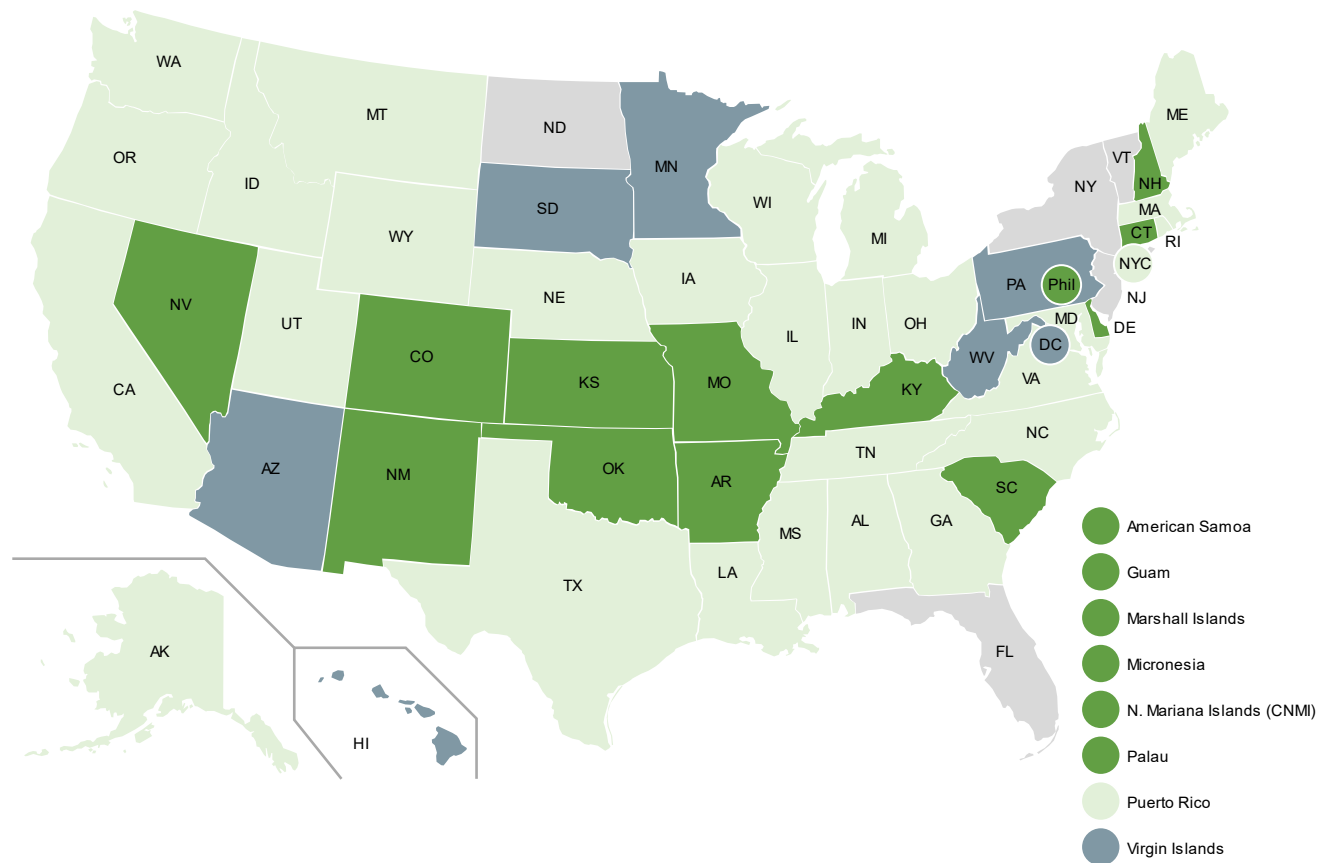 WA
MT
ND
MN
ME
OR
ID
SD
WI
MI
NY
VT
NH
MA
CT
RI
NYC
WY
NV
UT
NE
IA
IL
IN
OH
PA
Phil
NJ
MD
DE
CA
CO
KS
MO
KY
WV
DC
VA
AZ
NM
OK
AR
TN
NC
SC
TX
LA
MS
AL
GA
FL
AK
HI
American Samoa
Guam
Marshall Islands
Micronesia
N. Mariana Islands (CNMI)
Palau
Puerto Rico
Virgin Islands